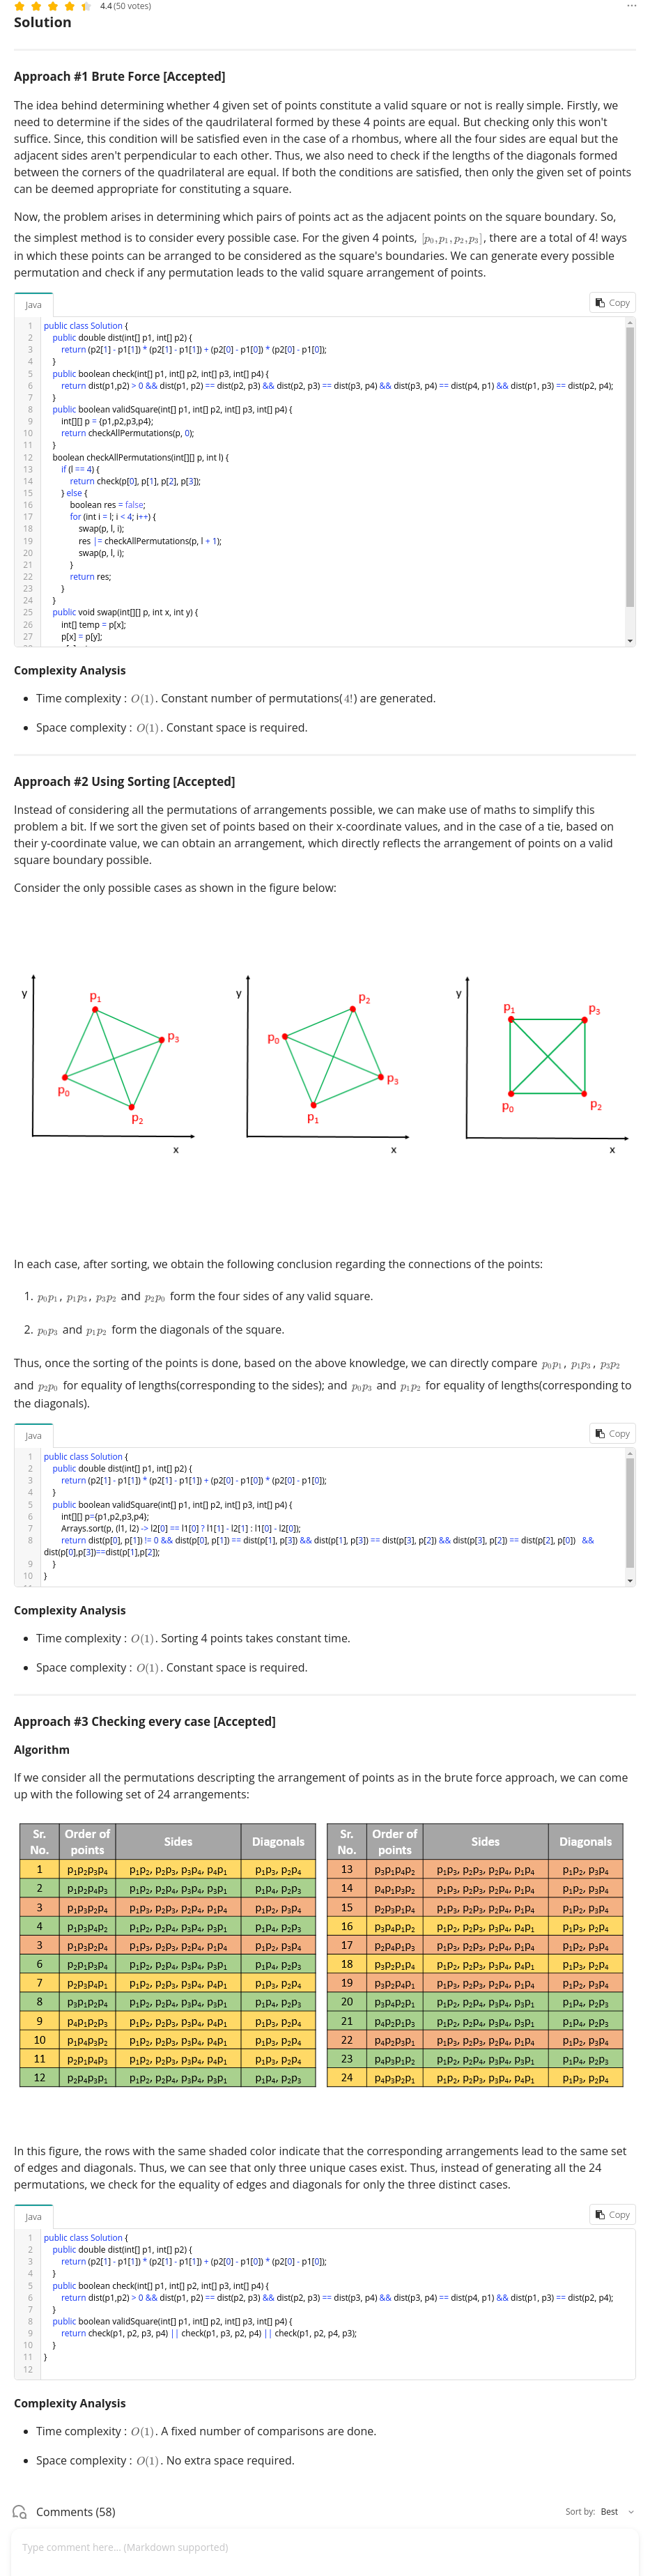 4.4 (50 votes)
Solution
Approach #1 Brute Force [Accepted]
The idea behind determining whether 4 given set of points constitute a valid square or not is really simple. Firstly, we
need to determine if the sides of the qaudrilateral formed by these 4 points are equal. But checking only this won't
suffice. Since, this condition will be satisfied even in the case of a rhombus, where all the four sides are equal but the
adjacent sides aren't perpendicular to each other. Thus, we also need to check if the lengths of the diagonals formed
between the corners of the quadrilateral are equal. If both the conditions are satisfied, then only the given set of points
can be deemed appropriate for constituting a square.
Now, the problem arises in determining which pairs of points act as the adjacent points on the square boundary. So,
the simplest method is to consider every possible case. For the given 4 points, [p₀, p₁, p₂, p₃], there are a total of 4! ways
in which these points can be arranged to be considered as the square's boundaries. We can generate every possible
permutation and check if any permutation leads to the valid square arrangement of points.
Java
Copy
1 public class Solution {
2 public double dist(int[] p1, int[] p2) {
3 return (p2[1] - p1[1]) * (p2[1] - p1[1]) + (p2[0] - p1[0]) * (p2[0] - p1[0]);
4 }
5 public boolean check(int[] p1, int[] p2, int[] p3, int[] p4) {
6 return dist(p1,p2) > 0 && dist(p1, p2) == dist(p2, p3) && dist(p2, p3) == dist(p3, p4) && dist(p3, p4) == dist(p4, p1) && dist(p1, p3) == dist(p2, p4);
7 }
8 public boolean validSquare(int[] p1, int[] p2, int[] p3, int[] p4) {
9 int[][] p = {p1,p2,p3,p4};
10 return checkAllPermutations(p, 0);
11 }
12 boolean checkAllPermutations(int[][] p, int l) {
13 if (l == 4) {
14 return check(p[0], p[1], p[2], p[3]);
15 } else {
16 boolean res = false;
17 for (int i = l; i < 4; i++) {
18 swap(p, l, i);
19 res |= checkAllPermutations(p, l + 1);
20 swap(p, l, i);
21 }
22 return res;
23 }
24 }
25 public void swap(int[][] p, int x, int y) {
26 int[] temp = p[x];
27 p[x] = p[y];
Complexity Analysis
• Time complexity : O(1). Constant number of permutations(4!) are generated.
• Space complexity : O(1). Constant space is required.
Approach #2 Using Sorting [Accepted]
Instead of considering all the permutations of arrangements possible, we can make use of maths to simplify this
problem a bit. If we sort the given set of points based on their x-coordinate values, and in the case of a tie, based on
their y-coordinate value, we can obtain an arrangement, which directly reflects the arrangement of points on a valid
square boundary possible.
Consider the only possible cases as shown in the figure below:
y p₁ p₃ p₀ p₂ x
y p₂ p₀ p₃ p₁ x
y p₁ p₃ p₀ p₂ x
In each case, after sorting, we obtain the following conclusion regarding the connections of the points:
1. p₀p₁, p₁p₃, p₃p₂ and p₂p₀ form the four sides of any valid square.
2. p₀p₃ and p₁p₂ form the diagonals of the square.
Thus, once the sorting of the points is done, based on the above knowledge, we can directly compare p₀p₁, p₁p₃, p₃p₂
and p₂p₀ for equality of lengths(corresponding to the sides); and p₀p₃ and p₁p₂ for equality of lengths(corresponding to
the diagonals).
Java
Copy
1 public class Solution {
2 public double dist(int[] p1, int[] p2) {
3 return (p2[1] - p1[1]) * (p2[1] - p1[1]) + (p2[0] - p1[0]) * (p2[0] - p1[0]);
4 }
5 public boolean validSquare(int[] p1, int[] p2, int[] p3, int[] p4) {
6 int[][] p={p1,p2,p3,p4};
7 Arrays.sort(p, (l1, l2) -> l2[0] == l1[0] ? l1[1] - l2[1] : l1[0] - l2[0]);
8 return dist(p[0], p[1]) != 0 && dist(p[0], p[1]) == dist(p[1], p[3]) && dist(p[1], p[3]) == dist(p[3], p[2]) && dist(p[3], p[2]) == dist(p[2], p[0]) &&
dist(p[0],p[3])==dist(p[1],p[2]);
9 }
10 }
Complexity Analysis
• Time complexity : O(1). Sorting 4 points takes constant time.
• Space complexity : O(1). Constant space is required.
Approach #3 Checking every case [Accepted]
Algorithm
If we consider all the permutations descripting the arrangement of points as in the brute force approach, we can come
up with the following set of 24 arrangements:
Sr. No. Order of points Sides Diagonals
1 p₁p₂p₃p₄ p₁p₂, p₂p₃, p₃p₄, p₄p₁ p₁p₃, p₂p₄
2 p₁p₂p₄p₃ p₁p₂, p₂p₄, p₃p₄, p₃p₁ p₁p₄, p₂p₃
3 p₁p₃p₂p₄ p₁p₃, p₂p₃, p₂p₄, p₁p₄ p₁p₂, p₃p₄
4 p₁p₃p₄p₂ p₁p₂, p₂p₄, p₃p₄, p₃p₁ p₁p₄, p₂p₃
3 p₁p₃p₂p₄ p₁p₃, p₂p₃, p₂p₄, p₁p₄ p₁p₂, p₃p₄
6 p₂p₁p₃p₄ p₁p₂, p₂p₄, p₃p₄, p₃p₁ p₁p₄, p₂p₃
7 p₂p₃p₄p₁ p₁p₂, p₂p₃, p₃p₄, p₄p₁ p₁p₃, p₂p₄
8 p₃p₁p₂p₄ p₁p₂, p₂p₄, p₃p₄, p₃p₁ p₁p₄, p₂p₃
9 p₄p₁p₂p₃ p₁p₂, p₂p₃, p₃p₄, p₄p₁ p₁p₃, p₂p₄
10 p₁p₄p₃p₂ p₁p₂, p₂p₃, p₃p₄, p₄p₁ p₁p₃, p₂p₄
11 p₂p₁p₄p₃ p₁p₂, p₂p₃, p₃p₄, p₄p₁ p₁p₃, p₂p₄
12 p₂p₄p₃p₁ p₁p₂, p₂p₄, p₃p₄, p₃p₁ p₁p₄, p₂p₃
Sr. No. Order of points Sides Diagonals
13 p₃p₁p₄p₂ p₁p₃, p₂p₃, p₂p₄, p₁p₄ p₁p₂, p₃p₄
14 p₄p₁p₃p₂ p₁p₃, p₂p₃, p₂p₄, p₁p₄ p₁p₂, p₃p₄
15 p₂p₃p₁p₄ p₁p₃, p₂p₃, p₂p₄, p₁p₄ p₁p₂, p₃p₄
16 p₃p₄p₁p₂ p₁p₂, p₂p₃, p₃p₄, p₄p₁ p₁p₃, p₂p₄
17 p₂p₄p₁p₃ p₁p₃, p₂p₃, p₂p₄, p₁p₄ p₁p₂, p₃p₄
18 p₃p₂p₁p₄ p₁p₂, p₂p₃, p₃p₄, p₄p₁ p₁p₃, p₂p₄
19 p₃p₂p₄p₁ p₁p₃, p₂p₃, p₂p₄, p₁p₄ p₁p₂, p₃p₄
20 p₃p₄p₂p₁ p₁p₂, p₂p₄, p₃p₄, p₃p₁ p₁p₄, p₂p₃
21 p₄p₂p₁p₃ p₁p₂, p₂p₄, p₃p₄, p₃p₁ p₁p₄, p₂p₃
22 p₄p₂p₃p₁ p₁p₃, p₂p₃, p₂p₄, p₁p₄ p₁p₂, p₃p₄
23 p₄p₃p₁p₂ p₁p₂, p₂p₄, p₃p₄, p₃p₁ p₁p₄, p₂p₃
24 p₄p₃p₂p₁ p₁p₂, p₂p₃, p₃p₄, p₄p₁ p₁p₃, p₂p₄
In this figure, the rows with the same shaded color indicate that the corresponding arrangements lead to the same set
of edges and diagonals. Thus, we can see that only three unique cases exist. Thus, instead of generating all the 24
permutations, we check for the equality of edges and diagonals for only the three distinct cases.
Java
Copy
1 public class Solution {
2 public double dist(int[] p1, int[] p2) {
3 return (p2[1] - p1[1]) * (p2[1] - p1[1]) + (p2[0] - p1[0]) * (p2[0] - p1[0]);
4 }
5 public boolean check(int[] p1, int[] p2, int[] p3, int[] p4) {
6 return dist(p1,p2) > 0 && dist(p1, p2) == dist(p2, p3) && dist(p2, p3) == dist(p3, p4) && dist(p3, p4) == dist(p4, p1) && dist(p1, p3) == dist(p2, p4);
7 }
8 public boolean validSquare(int[] p1, int[] p2, int[] p3, int[] p4) {
9 return check(p1, p2, p3, p4) || check(p1, p3, p2, p4) || check(p1, p2, p4, p3);
10 }
11 }
12
Complexity Analysis
• Time complexity : O(1). A fixed number of comparisons are done.
• Space complexity : O(1). No extra space required.
Comments (58)
Sort by: Best
Type comment here... (Markdown supported)